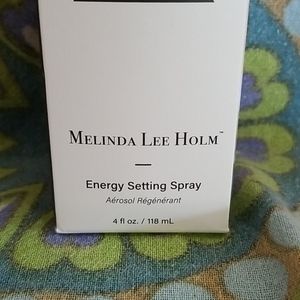 MELINDA LEE HOLM™
Energy Setting Spray
Aérosol Régénérant
4 fl oz. / 118 mL